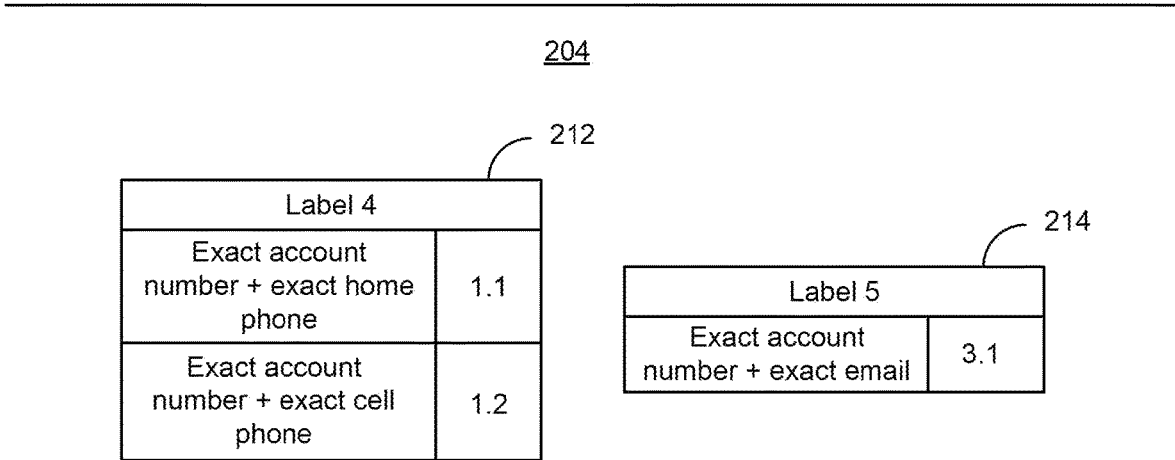 204
212
Label 4
Exact account
number + exact home
phone
1.1
Exact account
number + exact cell
phone
1.2
214
Label 5
Exact account
number + exact email
3.1